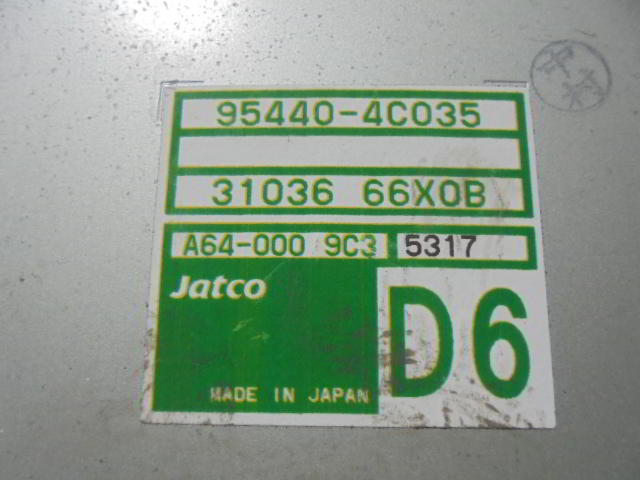 95440-4C035
31036 66X0B
A64-000 9C3 5317
Jatco
D6
MADE IN JAPAN